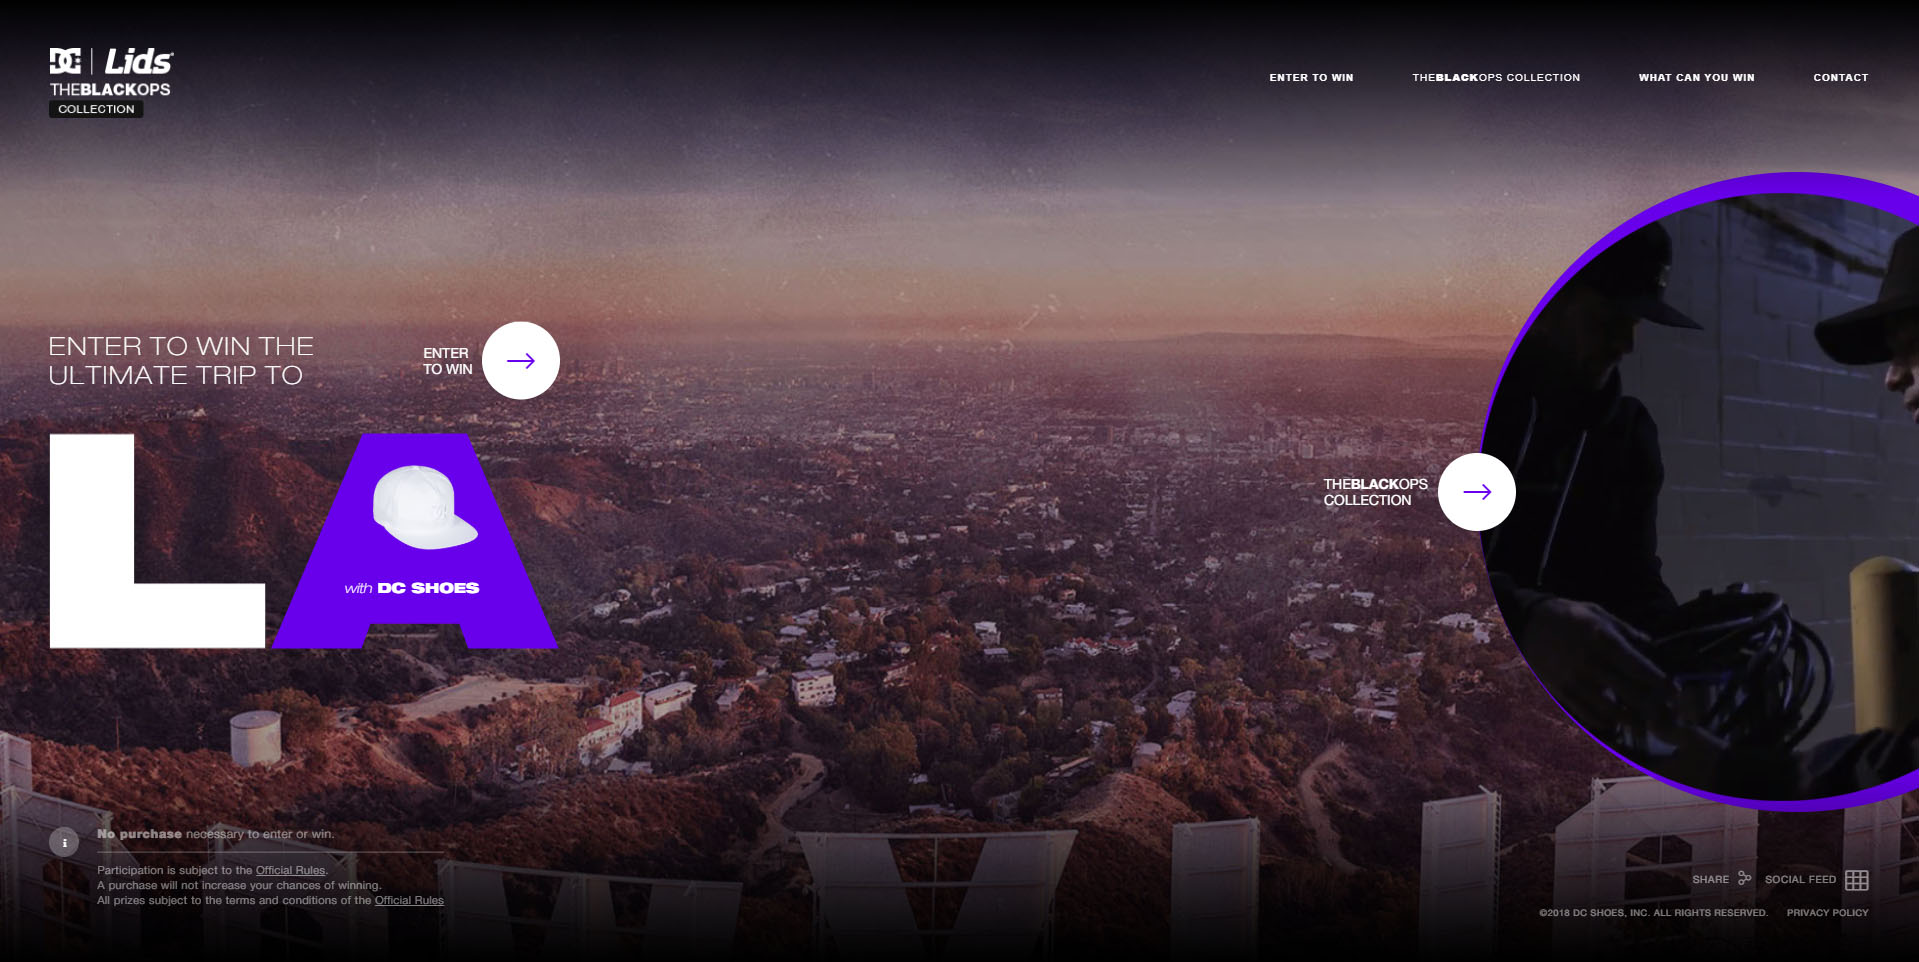 DC | Lids
THEBLACKOPS
COLLECTION
ENTER TO WIN
THEBLACKOPS COLLECTION
WHAT CAN YOU WIN
CONTACT
ENTER TO WIN THE
ULTIMATE TRIP TO
ENTER
TO WIN
LA
with DC SHOES
THEBLACKOPS
COLLECTION
i
No purchase necessary to enter or win.
Participation is subject to the Official Rules.
A purchase will not increase your chances of winning.
All prizes subject to the terms and conditions of the Official Rules
SHARE
SOCIAL FEED
©2018 DC SHOES, INC. ALL RIGHTS RESERVED.
PRIVACY POLICY